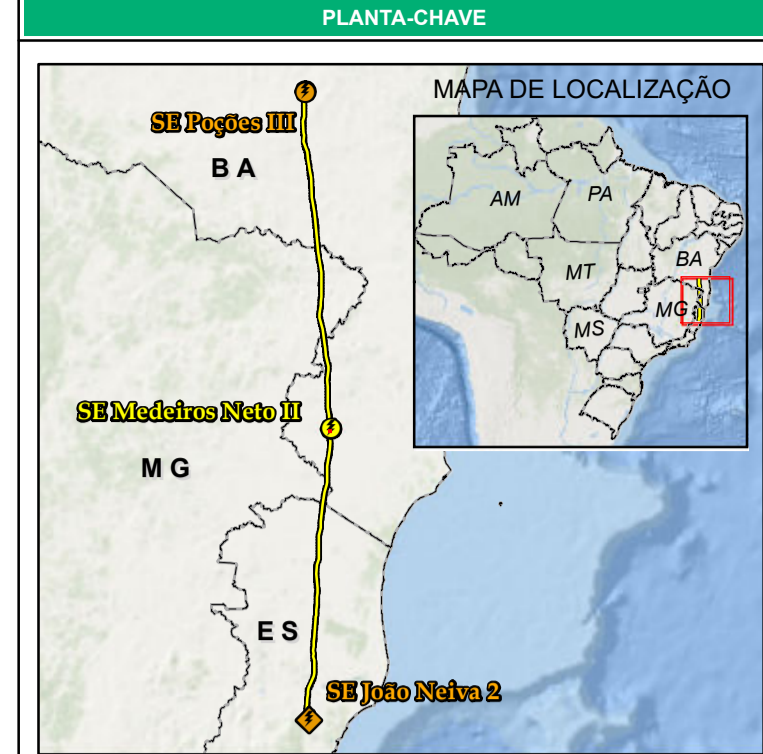 PLANTA-CHAVE
MAPA DE LOCALIZAÇÃO
SE Poções III
B A
AM
PA
BA
MT
MG
MS
SE Medeiros Neto II
M G
E S
SE João Neiva 2